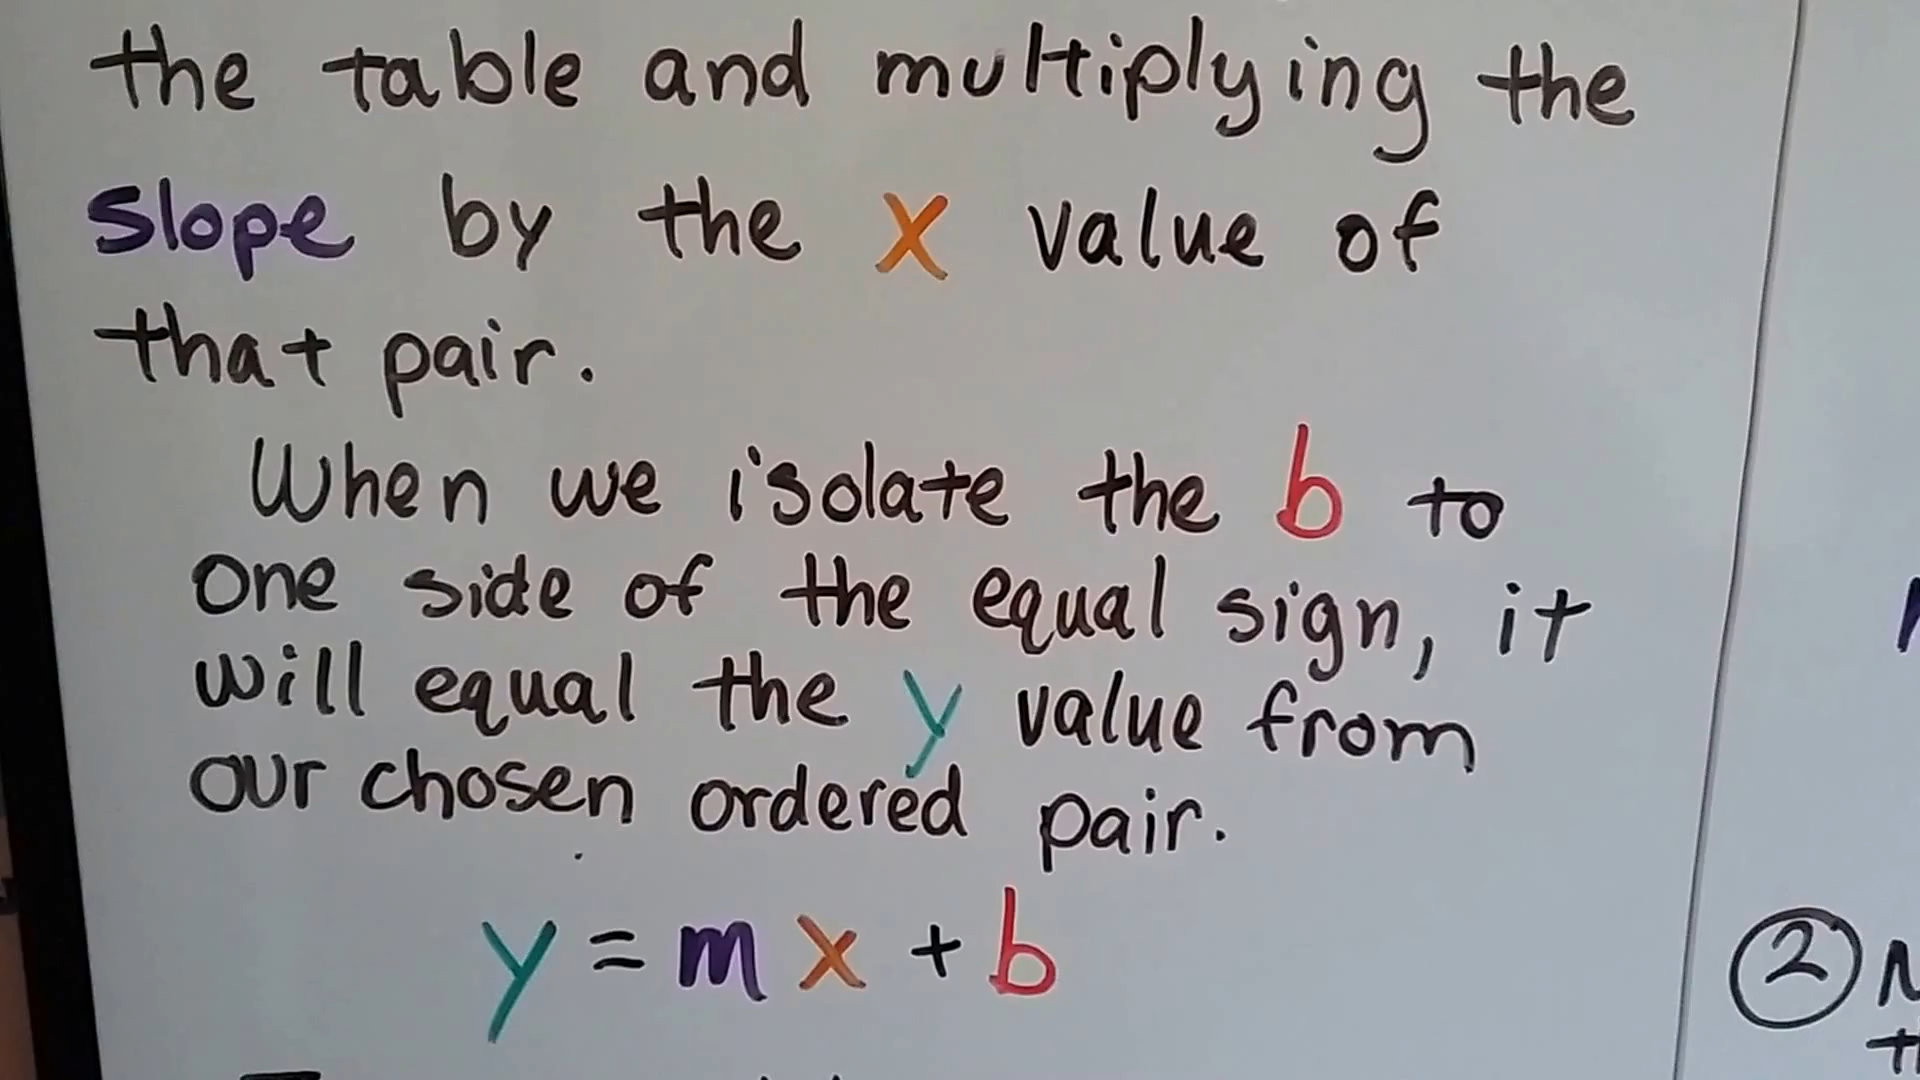 the table and multiplying the
slope by the x value of
that pair.
When we isolate the b to
one side of the equal sign, it
will equal the y value from
our chosen ordered pair.
y = mx + b
2